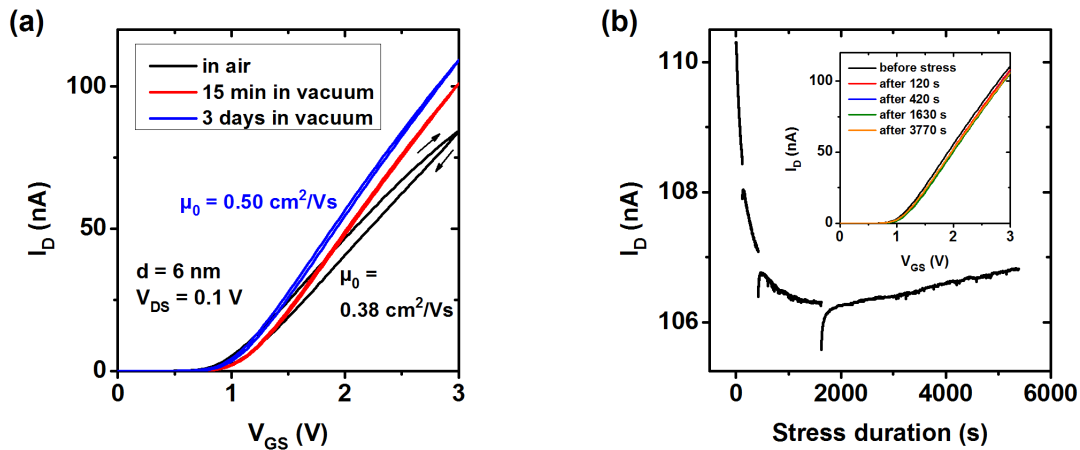 (a)
in air
15 min in vacuum
3 days in vacuum
μ₀ = 0.50 cm²/Vs
d = 6 nm
V_DS = 0.1 V
μ₀ =
0.38 cm²/Vs
I_D (nA)
100
50
0
0
1
2
3
V_GS (V)
(b)
before stress
after 120 s
after 420 s
after 1630 s
after 3770 s
I_D (nA)
100
50
0
0
1
2
3
V_GS (V)
I_D (nA)
110
108
106
0
2000
4000
6000
Stress duration (s)